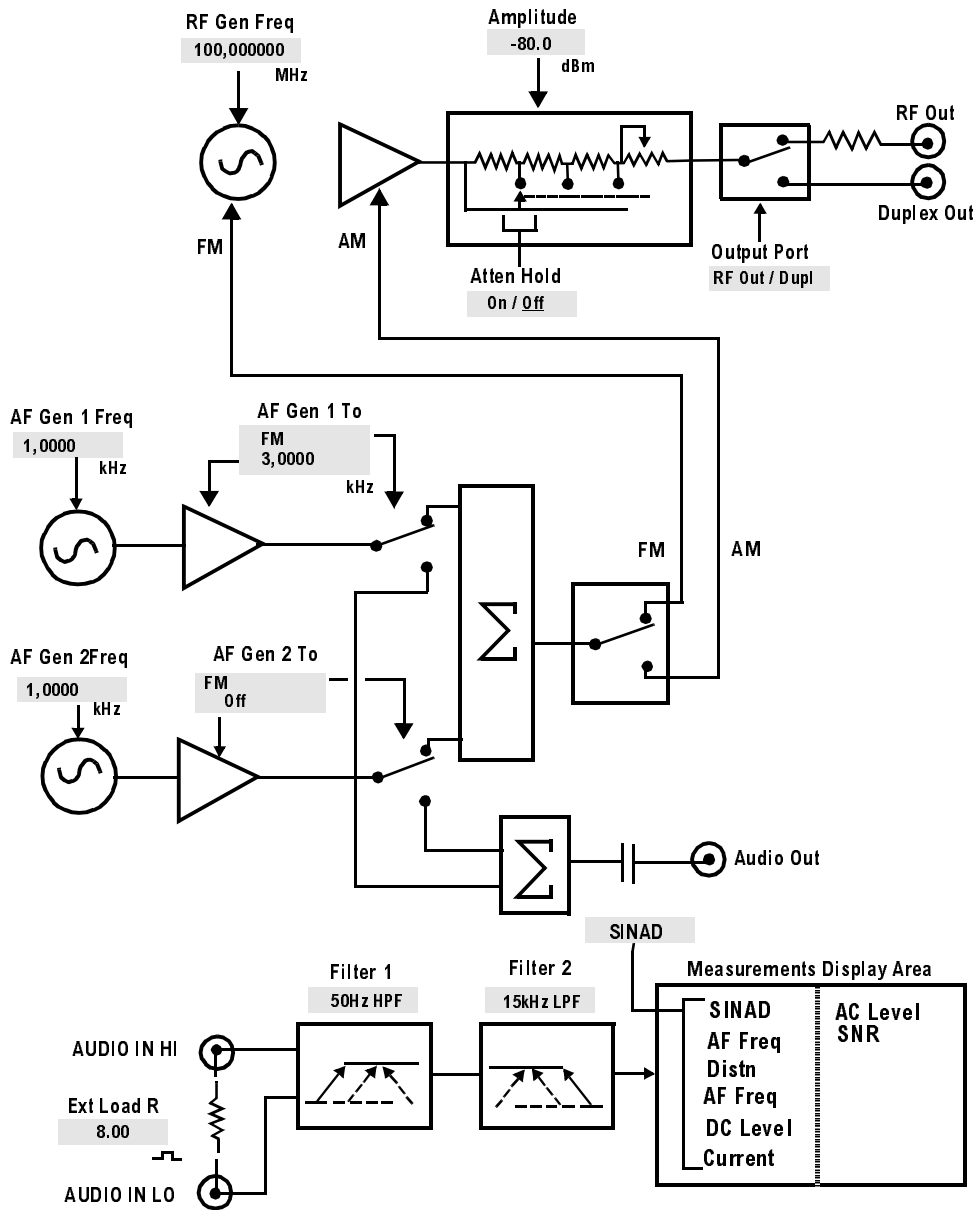 RF Gen Freq
100,000000
MHz
Amplitude
-80.0
dBm
RF Out
Duplex Out
FM
AM
Atten Hold
On / Off
Output Port
RF Out / Dupl
AF Gen 1 Freq
1,0000
kHz
AF Gen 1 To
FM
3,0000
kHz
FM
AM
Σ
AF Gen 2Freq
1,0000
kHz
AF Gen 2 To
FM
Off
Σ
Audio Out
SINAD
Filter 1
50Hz HPF
Filter 2
15kHz LPF
Measurements Display Area
SINAD
AF Freq
Distn
AF Freq
DC Level
Current
AC Level
SNR
AUDIO IN HI
Ext Load R
8.00
AUDIO IN LO